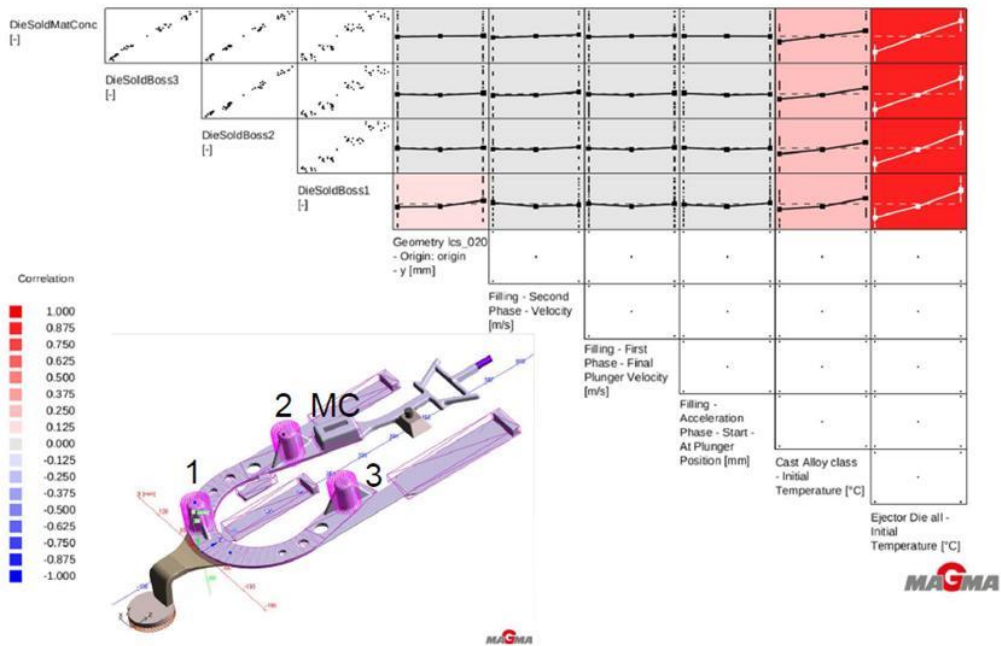 DieSoldMatConc
[-]
DieSoldBoss3
[-]
DieSoldBoss2
[-]
DieSoldBoss1
[-]
Geometry lcs_020
- Origin: origin
- y [mm]
Filling - Second
Phase - Velocity
[m/s]
Filling - First
Phase - Final
Plunger Velocity
[m/s]
Filling -
Acceleration
Phase - Start -
At Plunger
Position [mm]
Cast Alloy class
- Initial
Temperature [°C]
Ejector Die all -
Initial
Temperature [°C]
Correlation
1.000
0.875
0.750
0.625
0.500
0.375
0.250
0.125
0.000
-0.125
-0.250
-0.375
-0.500
-0.625
-0.750
-0.875
-1.000
2 MC
1
3
MAGMA
MAGMA